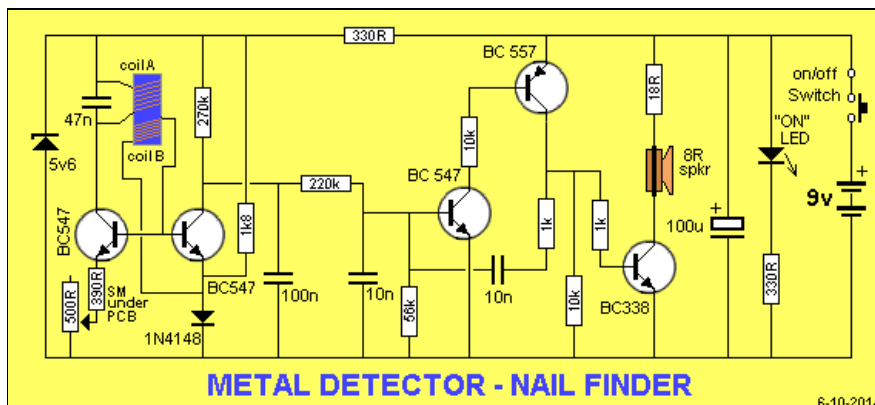 330R
BC 557
coilA
47n
coilB
270k
18R
on/off
Switch
"ON"
LED
5v6
10k
8R
spkr
220k
BC 547
9v
+
+
BC547
1k8
1k
1k
100u
500R
390R
SM
under
PCB
BC547
100n
10n
56k
10n
10k
BC338
330R
1N4148
METAL DETECTOR - NAIL FINDER